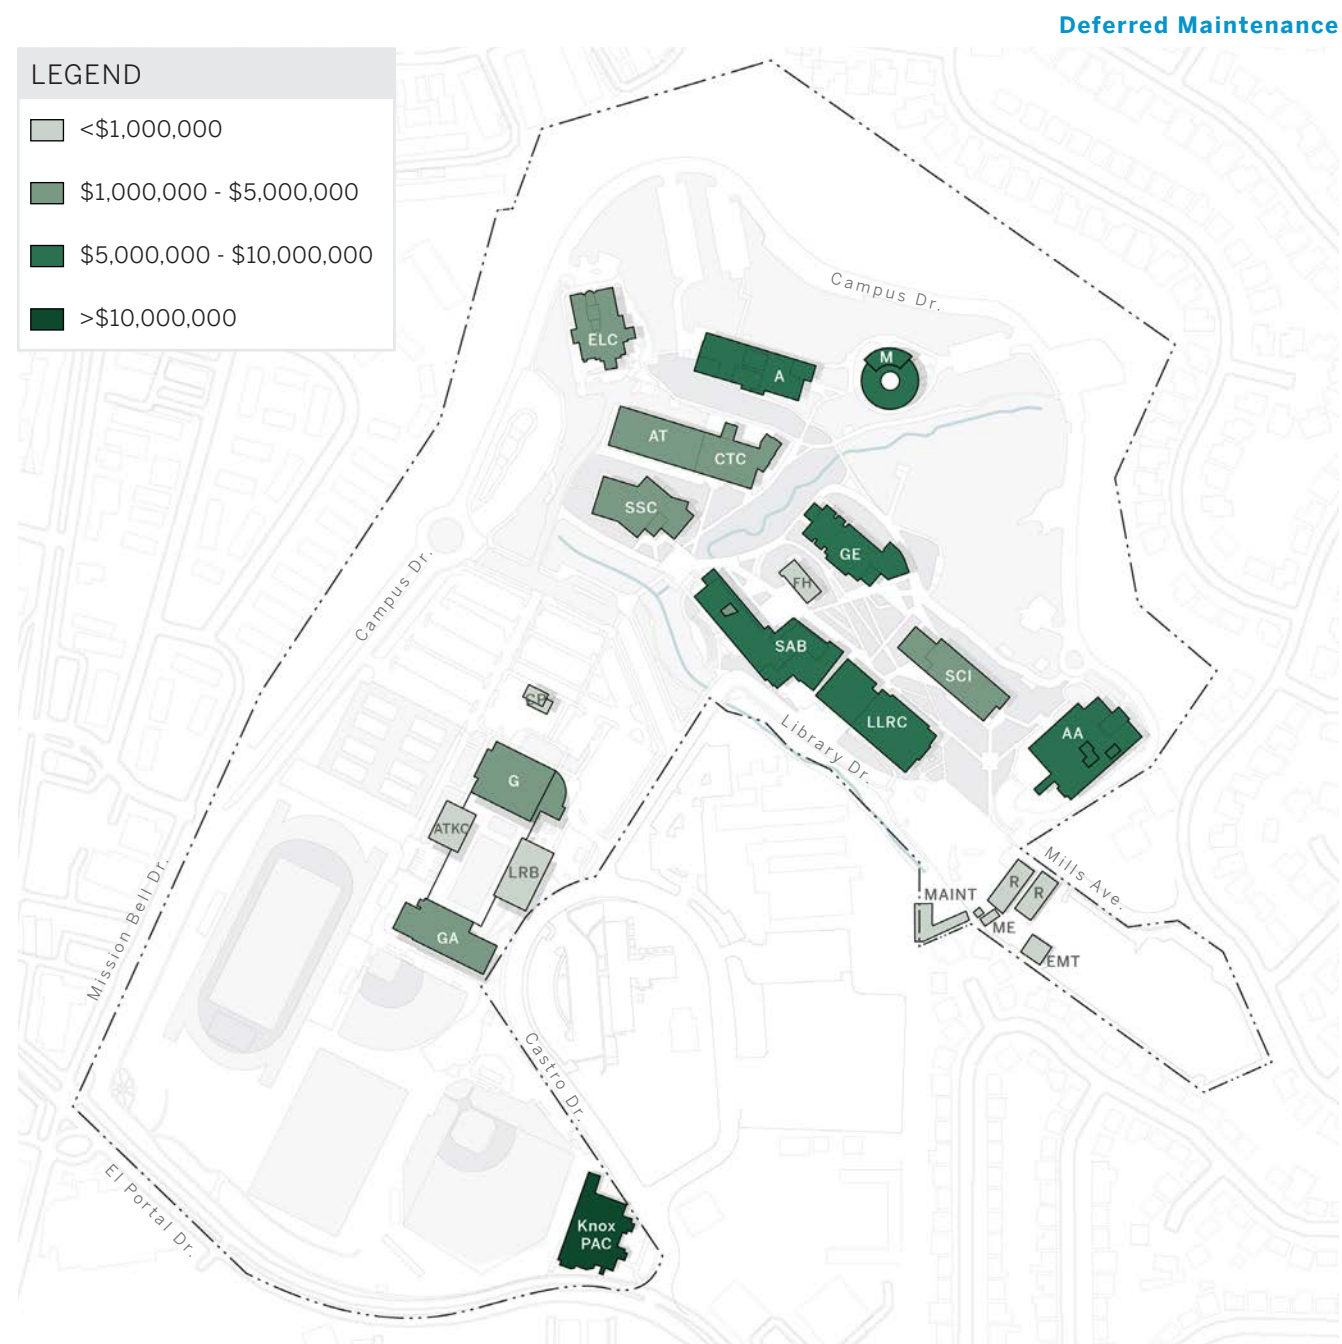 Deferred Maintenance
LEGEND
<$1,000,000
$1,000,000 - $5,000,000
$5,000,000 - $10,000,000
>$10,000,000
Campus Dr.
ELC
M
A
AT
CTC
SSC
GE
FH
Campus Dr.
SAB
SCI
LLRC
AA
Library Dr.
G
ATKC
LRB
Mills Ave.
R
R
MAINT
ME
EMT
GA
Mission Bell Dr.
Castro Dr.
El Portal Dr.
Knox
PAC